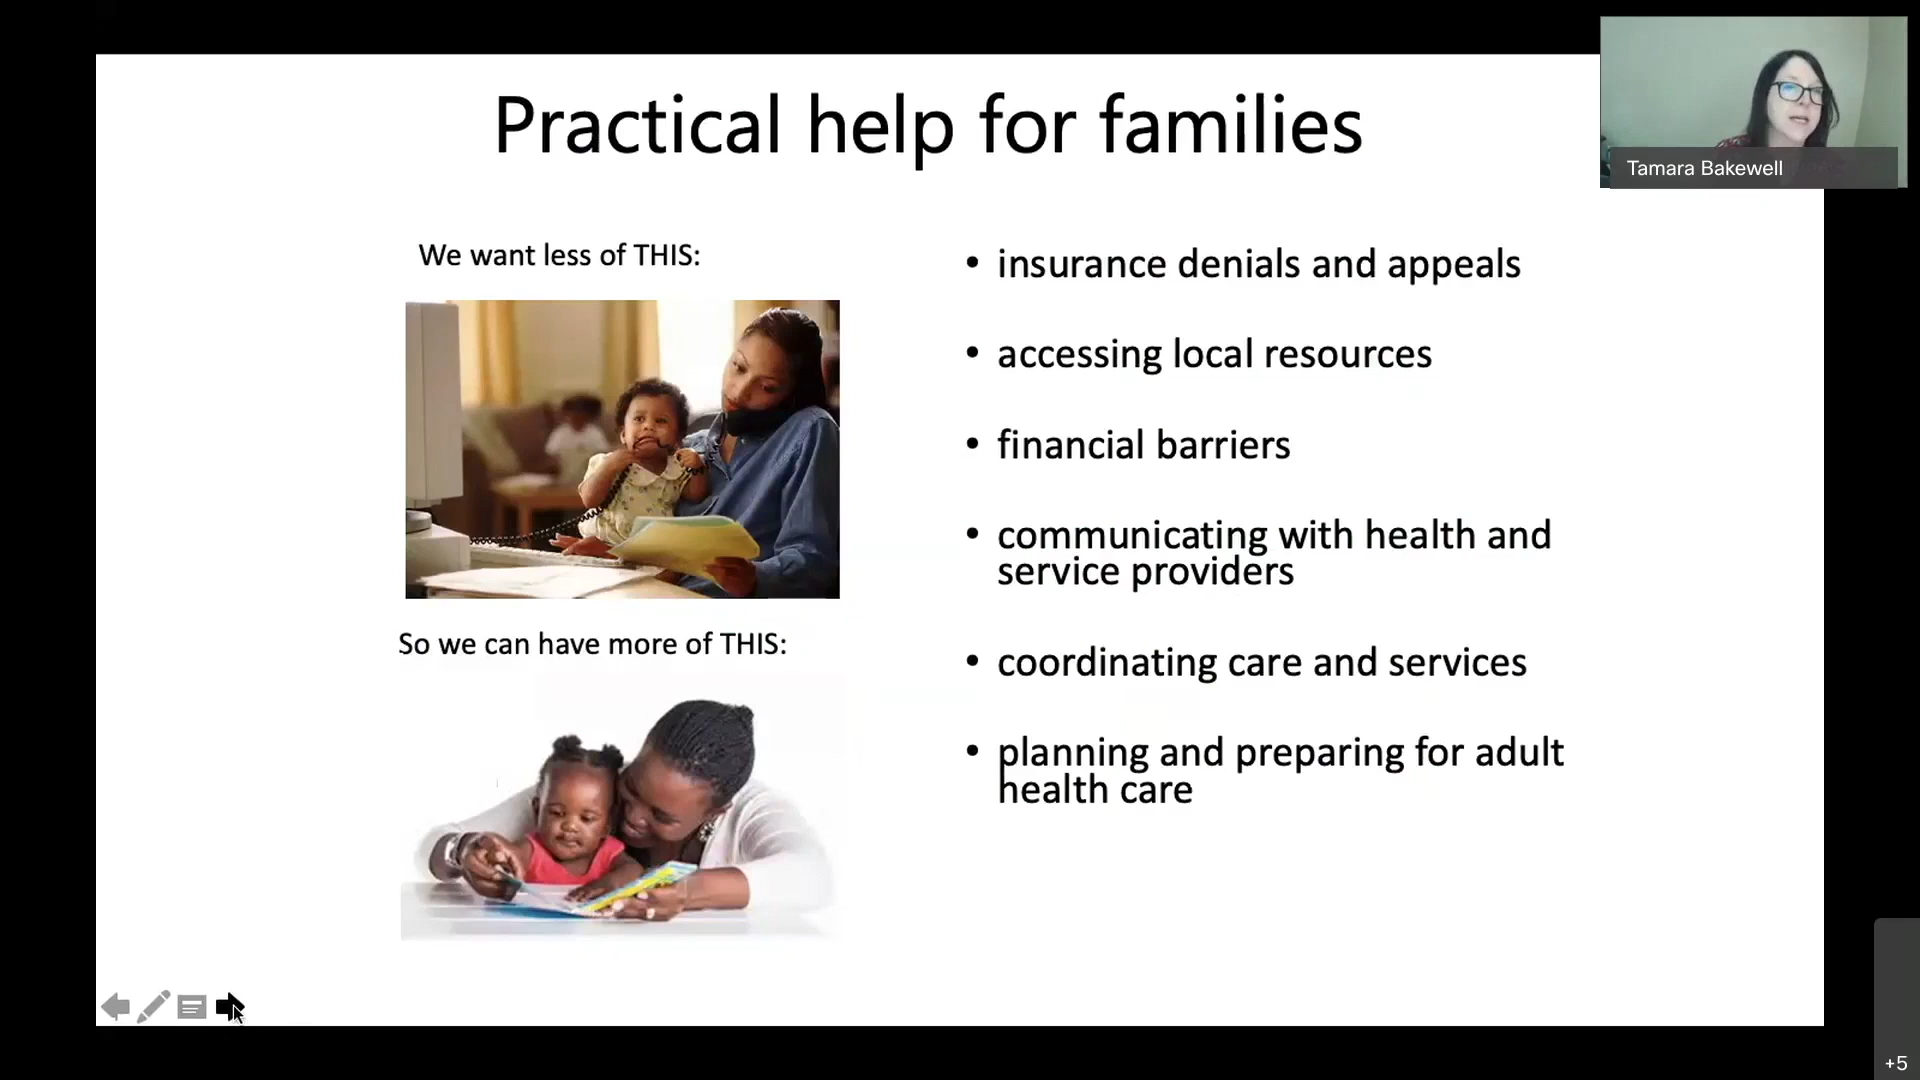 Practical help for families
Tamara Bakewell
We want less of THIS:
So we can have more of THIS:
• insurance denials and appeals
• accessing local resources
• financial barriers
• communicating with health and
service providers
• coordinating care and services
• planning and preparing for adult
health care
+5